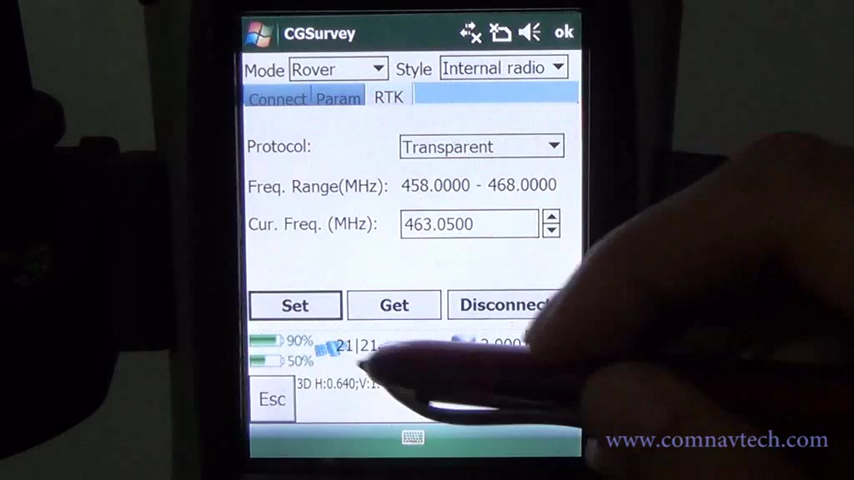 CGSurvey ok
Mode Rover Style Internal radio
Connect Param RTK
Protocol: Transparent
Freq. Range(MHz): 458.0000 - 468.0000
Cur. Freq. (MHz): 463.0500
Set Get Disconnect
90% 21|21
50%
3D H:0.640;V:1.
Esc
www.comnavtech.com